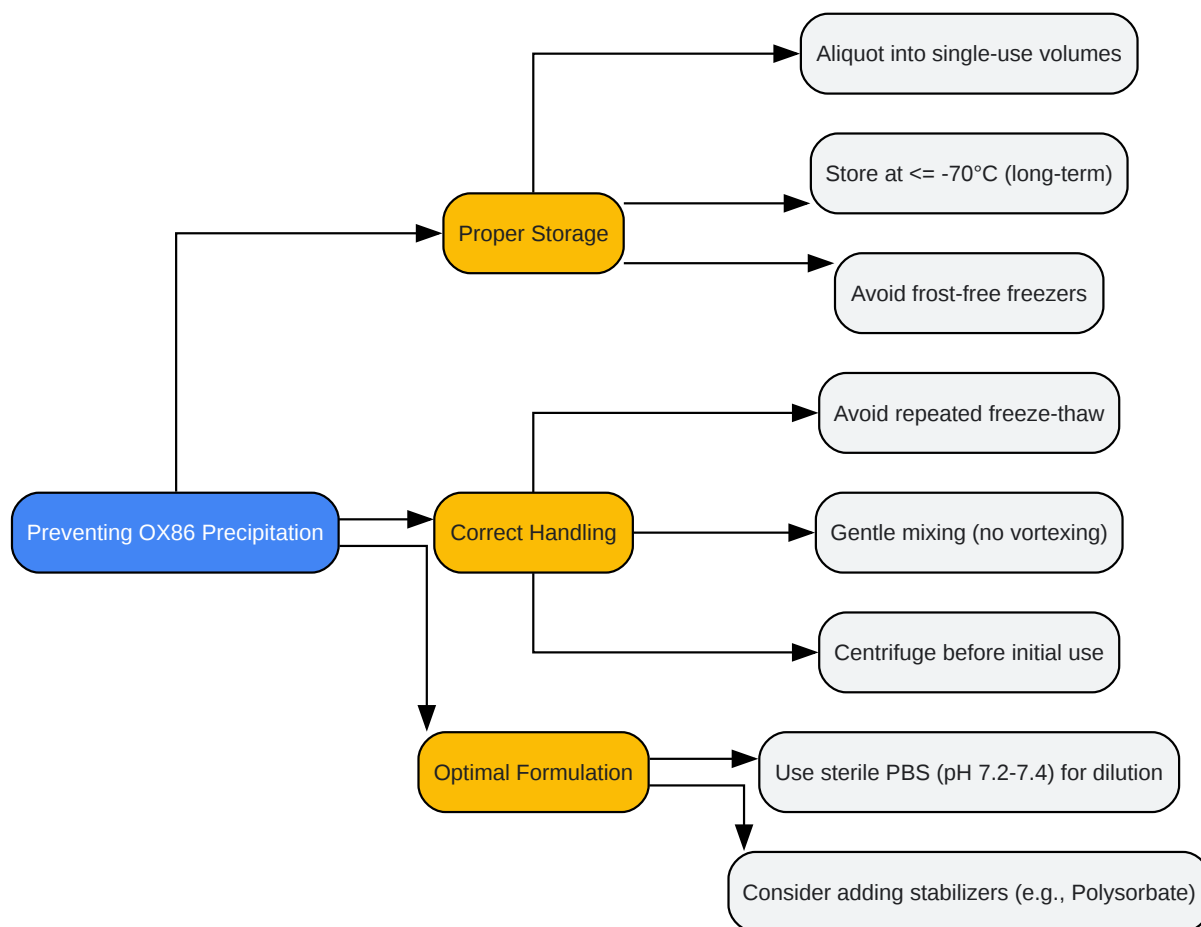 Aliquot into single-use volumes
Store at <= -70°C (long-term)
Proper Storage
Avoid frost-free freezers
Avoid repeated freeze-thaw
Preventing OX86 Precipitation
Correct Handling
Gentle mixing (no vortexing)
Centrifuge before initial use
Optimal Formulation
Use sterile PBS (pH 7.2-7.4) for dilution
Consider adding stabilizers (e.g., Polysorbate)